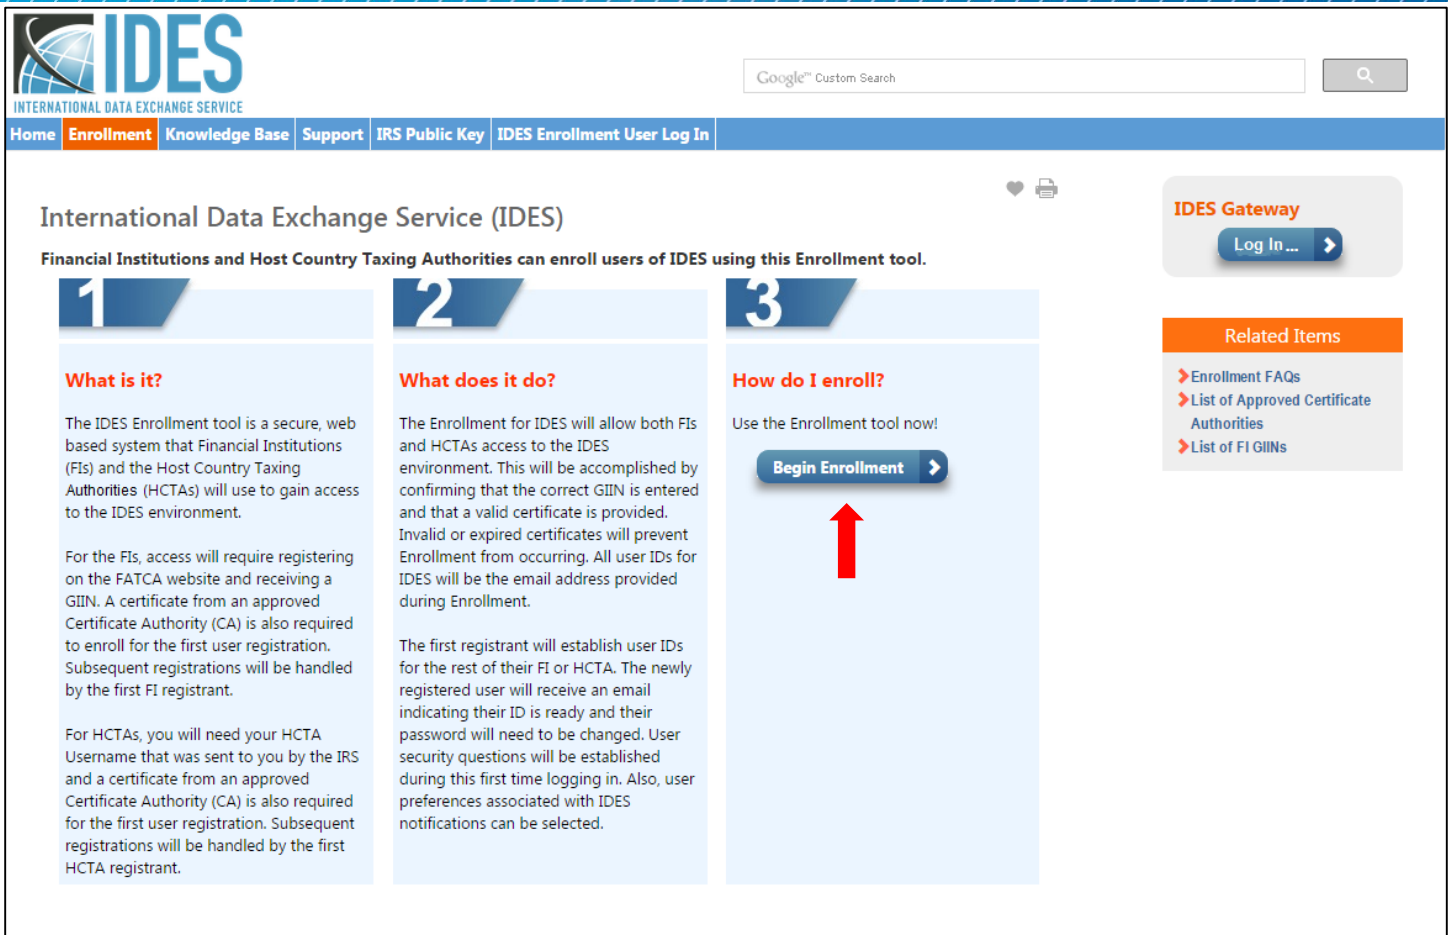 IDES
INTERNATIONAL DATA EXCHANGE SERVICE
Google™ Custom Search
Home Enrollment Knowledge Base Support IRS Public Key IDES Enrollment User Log In
International Data Exchange Service (IDES)
Financial Institutions and Host Country Taxing Authorities can enroll users of IDES using this Enrollment tool.
1
What is it?
The IDES Enrollment tool is a secure, web
based system that Financial Institutions
(FIs) and the Host Country Taxing
Authorities (HCTAs) will use to gain access
to the IDES environment.
For the FIs, access will require registering
on the FATCA website and receiving a
GIIN. A certificate from an approved
Certificate Authority (CA) is also required
to enroll for the first user registration.
Subsequent registrations will be handled
by the first FI registrant.
For HCTAs, you will need your HCTA
Username that was sent to you by the IRS
and a certificate from an approved
Certificate Authority (CA) is also required
for the first user registration. Subsequent
registrations will be handled by the first
HCTA registrant.
2
What does it do?
The Enrollment for IDES will allow both FIs
and HCTAs access to the IDES
environment. This will be accomplished by
confirming that the correct GIIN is entered
and that a valid certificate is provided.
Invalid or expired certificates will prevent
Enrollment from occurring. All user IDs for
IDES will be the email address provided
during Enrollment.
The first registrant will establish user IDs
for the rest of their FI or HCTA. The newly
registered user will receive an email
indicating their ID is ready and their
password will need to be changed. User
security questions will be established
during this first time logging in. Also, user
preferences associated with IDES
notifications can be selected.
3
How do I enroll?
Use the Enrollment tool now!
Begin Enrollment
IDES Gateway
Log In ...
Related Items
Enrollment FAQs
List of Approved Certificate
Authorities
List of FI GIINs